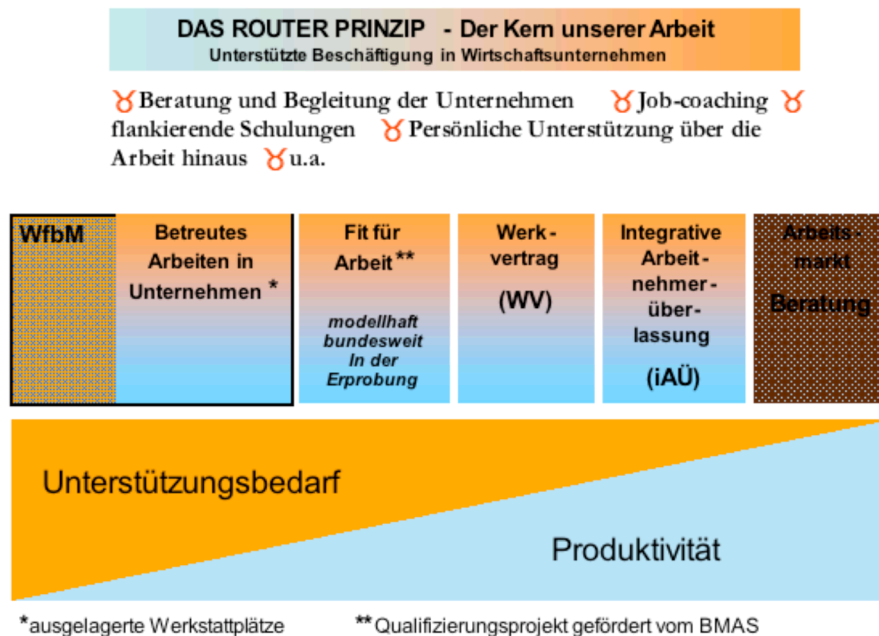 DAS ROUTER PRINZIP - Der Kern unserer Arbeit
Unterstützte Beschäftigung in Wirtschaftsunternehmen
♉Beratung und Begleitung der Unternehmen ♉Job-coaching ♉
flankierende Schulungen ♉Persönliche Unterstützung über die
Arbeit hinaus ♉u.a.
WfbM
Betreutes
Arbeiten in
Unternehmen *
Fit für
Arbeit**
modellhaft
bundesweit
In der
Erprobung
Werk-
vertrag
(WV)
Integrative
Arbeit-
nehmer-
über-
lassung
(iAÜ)
Arbeits-
markt
Beratung
Unterstützungsbedarf
Produktivität
*ausgelagerte Werkstattplätze **Qualifizierungsprojekt gefördert vom BMAS